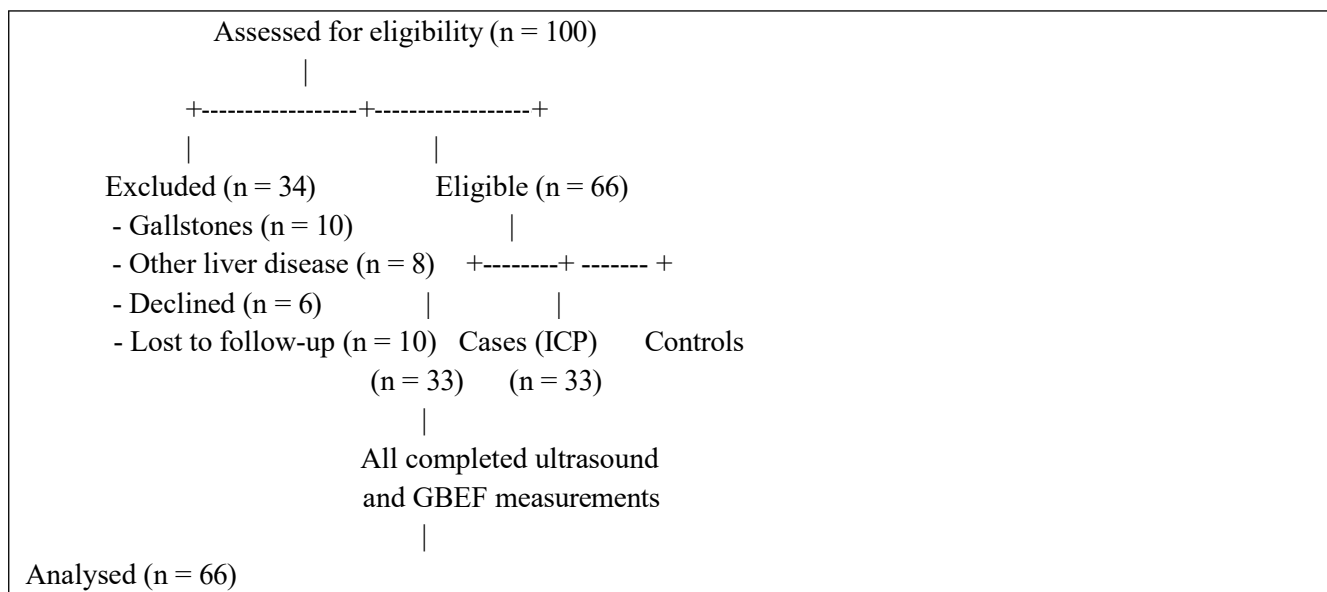 Assessed for eligibility (n = 100)
|
+------------------+------------------+
| |
Excluded (n = 34) Eligible (n = 66)
- Gallstones (n = 10) |
- Other liver disease (n = 8) +--------+ ------- +
- Declined (n = 6) | |
- Lost to follow-up (n = 10) Cases (ICP) Controls
(n = 33) (n = 33)
|
All completed ultrasound
and GBEF measurements
|
Analysed (n = 66)